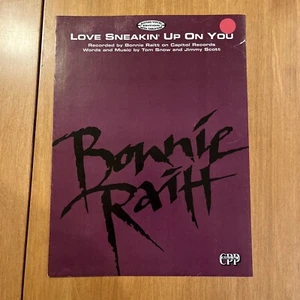 LOVE SNEAKIN' UP ON YOU
Recorded by Bonnie Raitt on Capitol Records
Words and Music by Tom Snow and Jimmy Scott
Bonnie
Raitt
CPP